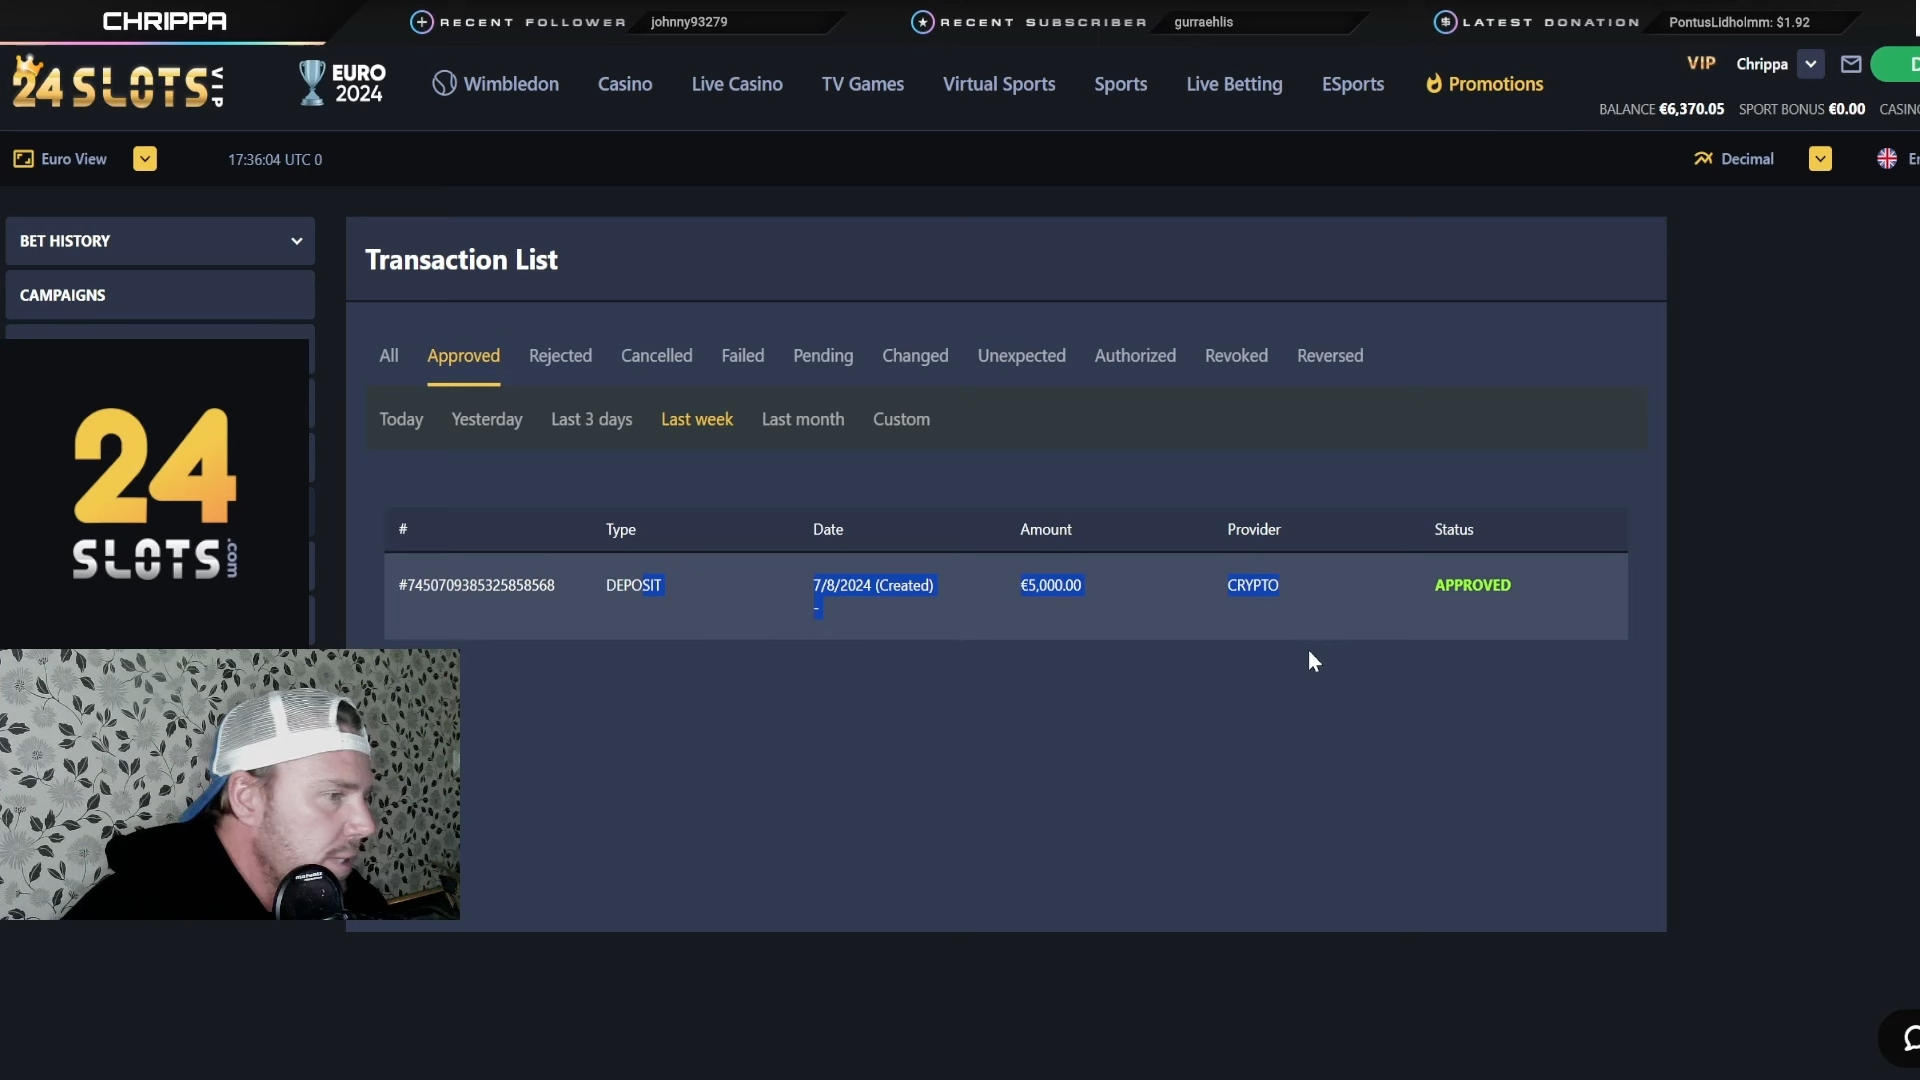 CHRIPPA
RECENT FOLLOWER johnny93279
RECENT SUBSCRIBER gurraehlis
LATEST DONATION PontusLidholmm: $1.92
24 SLOTS VIP
EURO 2024
Wimbledon Casino Live Casino TV Games Virtual Sports Sports Live Betting ESports Promotions
VIP Chrippa D
BALANCE €6,370.05 SPORT BONUS €0.00 CASINO
Euro View 17:36:04 UTC 0 Decimal En
BET HISTORY
CAMPAIGNS
Transaction List
All Approved Rejected Cancelled Failed Pending Changed Unexpected Authorized Revoked Reversed
Today Yesterday Last 3 days Last week Last month Custom
24
SLOTS.com
# Type Date Amount Provider Status
#7450709385325858568 DEPOSIT 7/8/2024 (Created) €5,000.00 CRYPTO APPROVED
-